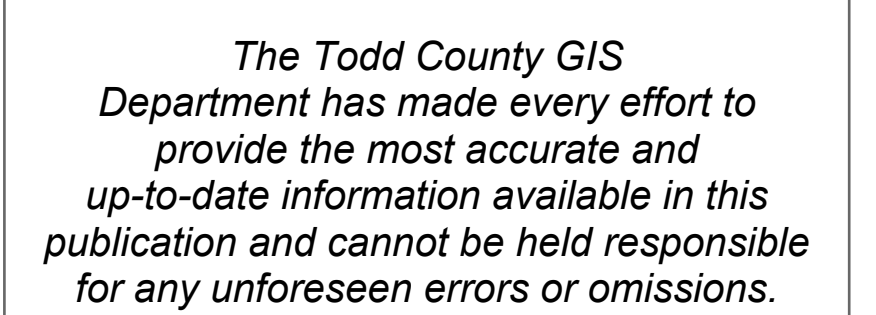 The Todd County GIS
Department has made every effort to
provide the most accurate and
up-to-date information available in this
publication and cannot be held responsible
for any unforeseen errors or omissions.